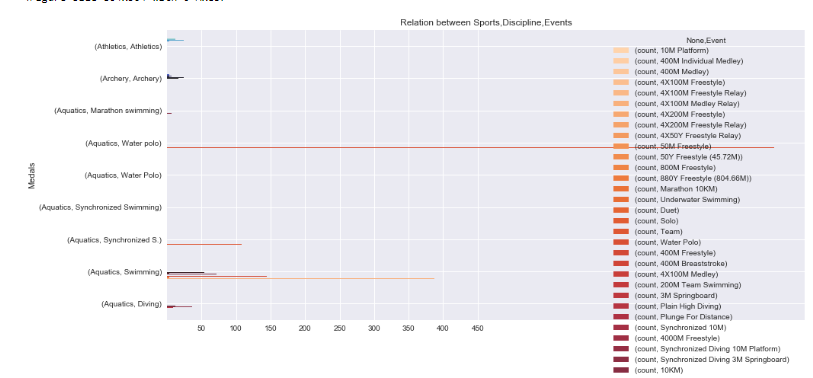 Relation between Sports,Discipline,Events
Medals
(Athletics, Athletics)
(Archery, Archery)
(Aquatics, Marathon swimming)
(Aquatics, Water polo)
(Aquatics, Water Polo)
(Aquatics, Synchronized Swimming)
(Aquatics, Synchronized S.)
(Aquatics, Swimming)
(Aquatics, Diving)
50 100 150 200 250 300 350 400 450
None,Event
(count, 10M Platform)
(count, 400M Individual Medley)
(count, 400M Medley)
(count, 4X100M Freestyle)
(count, 4X100M Freestyle Relay)
(count, 4X100M Medley Relay)
(count, 4X200M Freestyle)
(count, 4X200M Freestyle Relay)
(count, 4X50Y Freestyle Relay)
(count, 50M Freestyle)
(count, 50Y Freestyle (45.72M))
(count, 800M Freestyle)
(count, 880Y Freestyle (804.66M))
(count, Marathon 10KM)
(count, Underwater Swimming)
(count, Duet)
(count, Solo)
(count, Team)
(count, Water Polo)
(count, 400M Freestyle)
(count, 400M Breaststroke)
(count, 4X100M Medley)
(count, 200M Team Swimming)
(count, 3M Springboard)
(count, Plain High Diving)
(count, Plunge For Distance)
(count, Synchronized 10M)
(count, 4000M Freestyle)
(count, Synchronized Diving 10M Platform)
(count, Synchronized Diving 3M Springboard)
(count, 10KM)